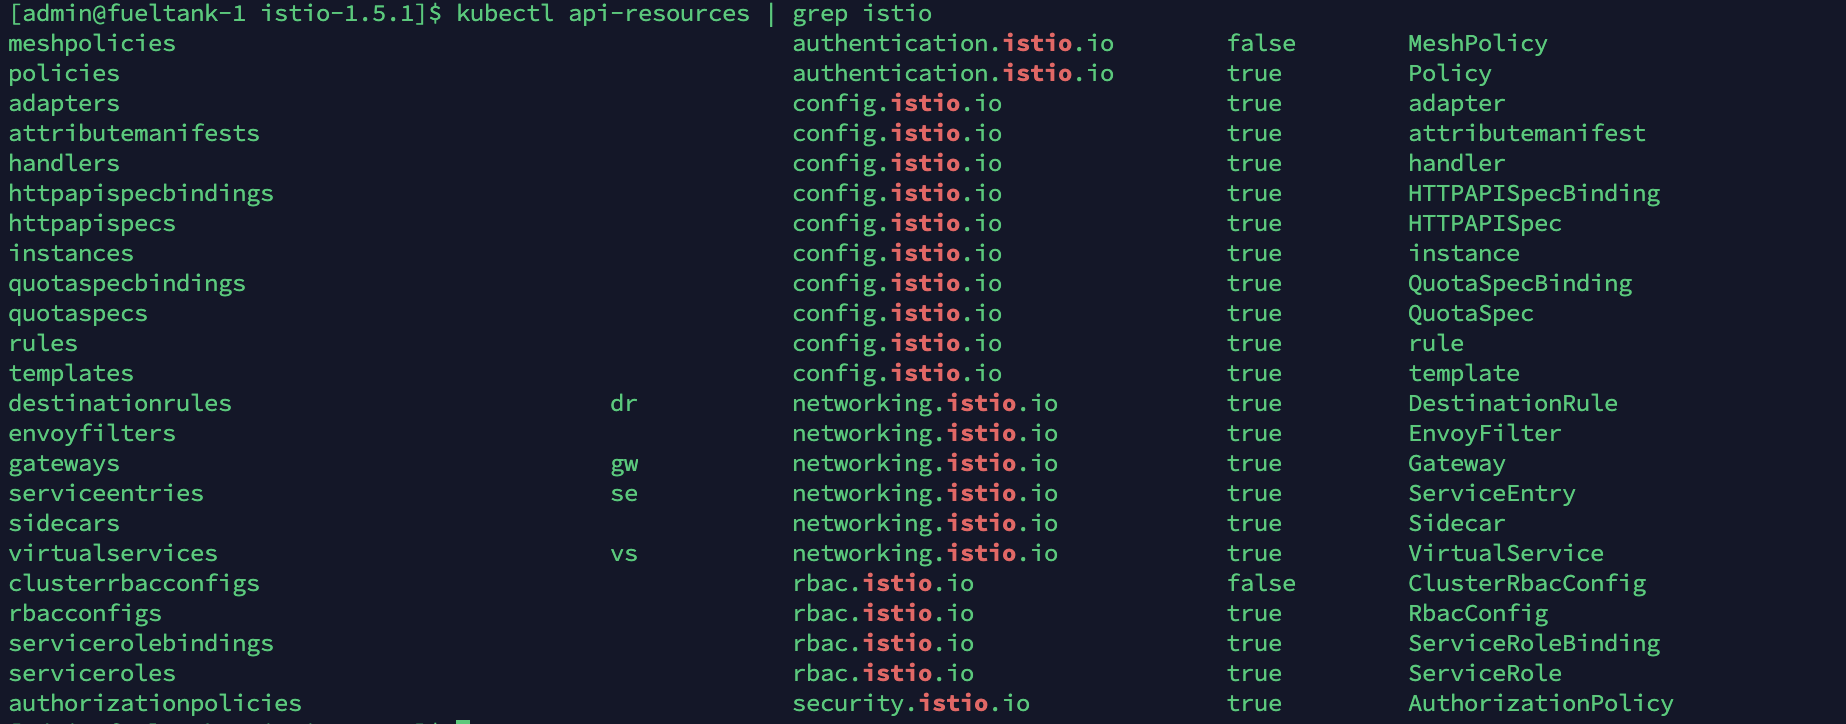 [admin@fueltank-1 istio-1.5.1]$ kubectl api-resources | grep istio
meshpolicies authentication.istio.io false MeshPolicy
policies authentication.istio.io true Policy
adapters config.istio.io true adapter
attributemanifests config.istio.io true attributemanifest
handlers config.istio.io true handler
httpapispecbindings config.istio.io true HTTPAPISpecBinding
httpapispecs config.istio.io true HTTPAPISpec
instances config.istio.io true instance
quotaspecbindings config.istio.io true QuotaSpecBinding
quotaspecs config.istio.io true QuotaSpec
rules config.istio.io true rule
templates config.istio.io true template
destinationrules dr networking.istio.io true DestinationRule
envoyfilters networking.istio.io true EnvoyFilter
gateways gw networking.istio.io true Gateway
serviceentries se networking.istio.io true ServiceEntry
sidecars networking.istio.io true Sidecar
virtualservices vs networking.istio.io true VirtualService
clusterrbacconfigs rbac.istio.io false ClusterRbacConfig
rbacconfigs rbac.istio.io true RbacConfig
servicerolebindings rbac.istio.io true ServiceRoleBinding
serviceroles rbac.istio.io true ServiceRole
authorizationpolicies security.istio.io true AuthorizationPolicy